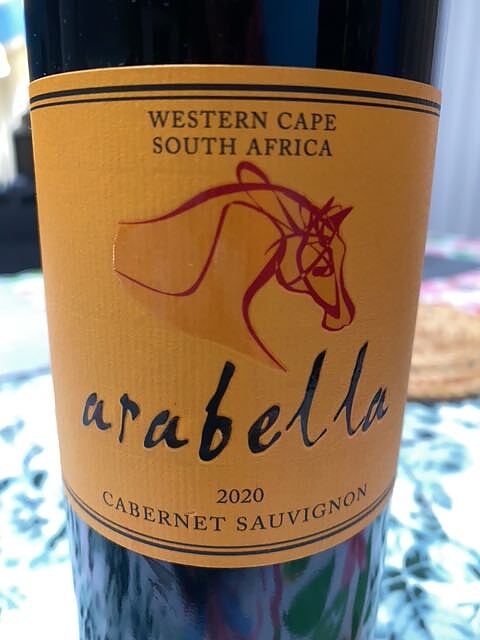 WESTERN CAPE
SOUTH AFRICA
arabella
2020
CABERNET SAUVIGNON